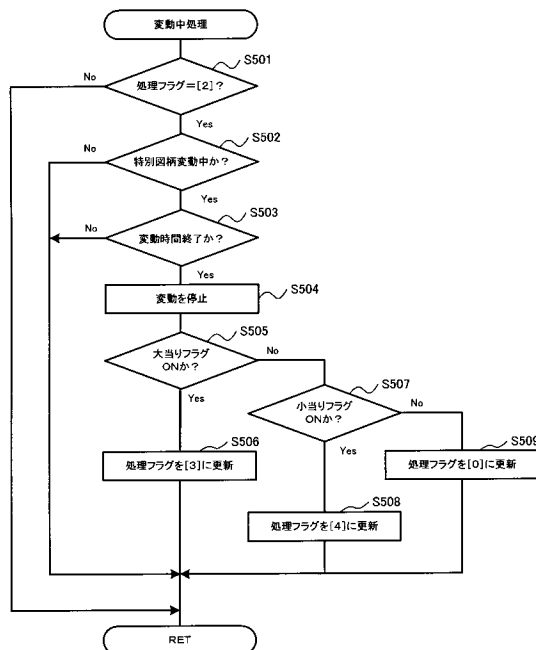 変動中処理
S501
No
処理フラグ=[2]?
Yes
S502
No
特別図柄変動中か?
Yes
S503
No
変動時間終了か?
Yes
S504
変動を停止
S505
大当りフラグ
ONか?
No
Yes
S507
小当りフラグ
ONか?
No
Yes
S506
処理フラグを[3]に更新
S509
処理フラグを[0]に更新
S508
処理フラグを[4]に更新
RET